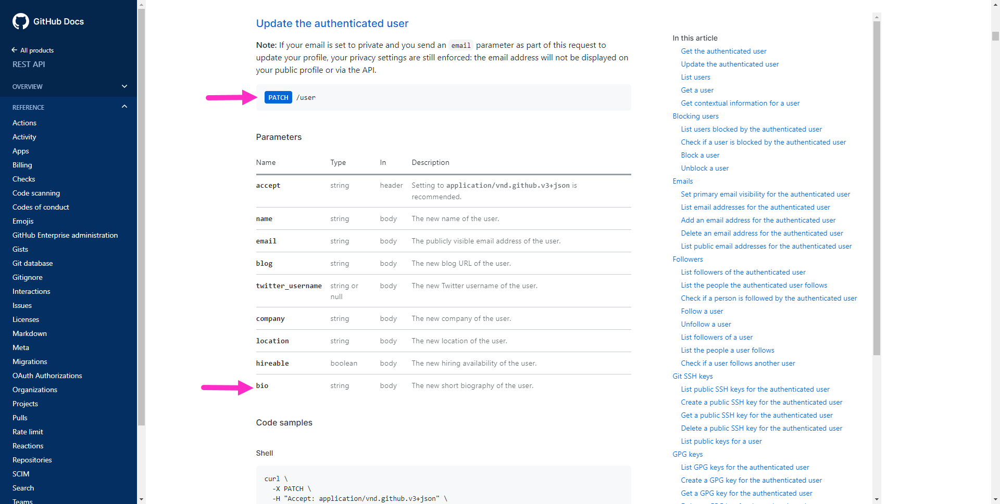 GitHub Docs
All products
REST API
OVERVIEW
REFERENCE
Actions
Activity
Apps
Billing
Checks
Code scanning
Codes of conduct
Emojis
GitHub Enterprise administration
Gists
Git database
Gitignore
Interactions
Issues
Licenses
Markdown
Meta
Migrations
OAuth Authorizations
Organizations
Projects
Pulls
Rate limit
Reactions
Repositories
SCIM
Search
Teams
Update the authenticated user
Note: If your email is set to private and you send an email parameter as part of this request to
update your profile, your privacy settings are still enforced: the email address will not be displayed on
your public profile or via the API.
PATCH /user
Parameters
Name Type In Description
accept string header Setting to application/vnd.github.v3+json is
recommended.
name string body The new name of the user.
email string body The publicly visible email address of the user.
blog string body The new blog URL of the user.
twitter_username string or body The new Twitter username of the user.
null
company string body The new company of the user.
location string body The new location of the user.
hireable boolean body The new hiring availability of the user.
bio string body The new short biography of the user.
Code samples
Shell
curl \
-X PATCH \
-H "Accept: application/vnd.github.v3+json" \
In this article
Get the authenticated user
Update the authenticated user
List users
Get a user
Get contextual information for a user
Blocking users
List users blocked by the authenticated user
Check if a user is blocked by the authenticated user
Block a user
Unblock a user
Emails
Set primary email visibility for the authenticated user
List email addresses for the authenticated user
Add an email address for the authenticated user
Delete an email address for the authenticated user
List public email addresses for the authenticated user
Followers
List followers of the authenticated user
List the people the authenticated user follows
Check if a person is followed by the authenticated user
Follow a user
Unfollow a user
List followers of a user
List the people a user follows
Check if a user follows another user
Git SSH keys
List public SSH keys for the authenticated user
Create a public SSH key for the authenticated user
Get a public SSH key for the authenticated user
Delete a public SSH key for the authenticated user
List public keys for a user
GPG keys
List GPG keys for the authenticated user
Create a GPG key for the authenticated user
Get a GPG key for the authenticated user